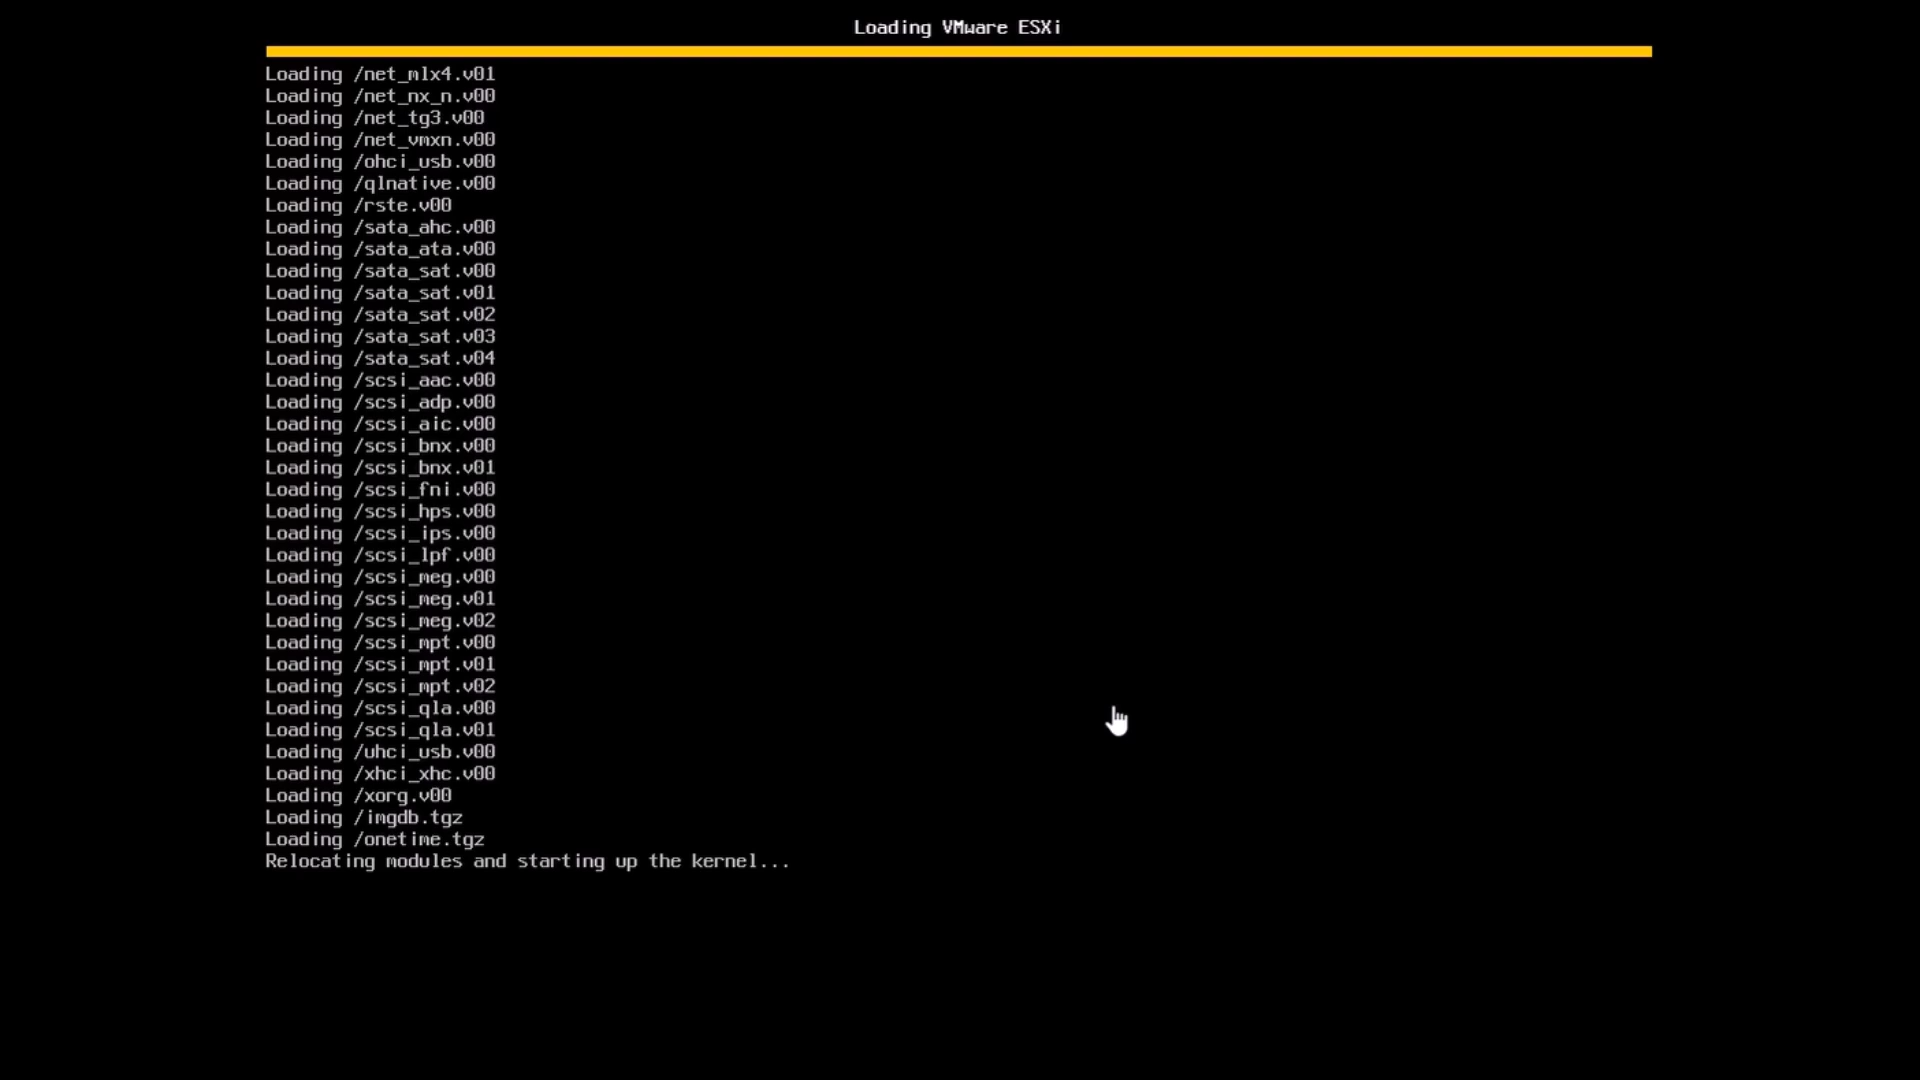 Loading VMware ESXi
Loading /net_mlx4.v01
Loading /net_nx_n.v00
Loading /net_tg3.v00
Loading /net_vmxn.v00
Loading /ohci_usb.v00
Loading /qlnative.v00
Loading /rste.v00
Loading /sata_ahc.v00
Loading /sata_ata.v00
Loading /sata_sat.v00
Loading /sata_sat.v01
Loading /sata_sat.v02
Loading /sata_sat.v03
Loading /sata_sat.v04
Loading /scsi_aac.v00
Loading /scsi_adp.v00
Loading /scsi_aic.v00
Loading /scsi_bnx.v00
Loading /scsi_bnx.v01
Loading /scsi_fni.v00
Loading /scsi_hps.v00
Loading /scsi_ips.v00
Loading /scsi_lpf.v00
Loading /scsi_meg.v00
Loading /scsi_meg.v01
Loading /scsi_meg.v02
Loading /scsi_mpt.v00
Loading /scsi_mpt.v01
Loading /scsi_mpt.v02
Loading /scsi_qla.v00
Loading /scsi_qla.v01
Loading /uhci_usb.v00
Loading /xhci_xhc.v00
Loading /xorg.v00
Loading /imgdb.tgz
Loading /onetime.tgz
Relocating modules and starting up the kernel...